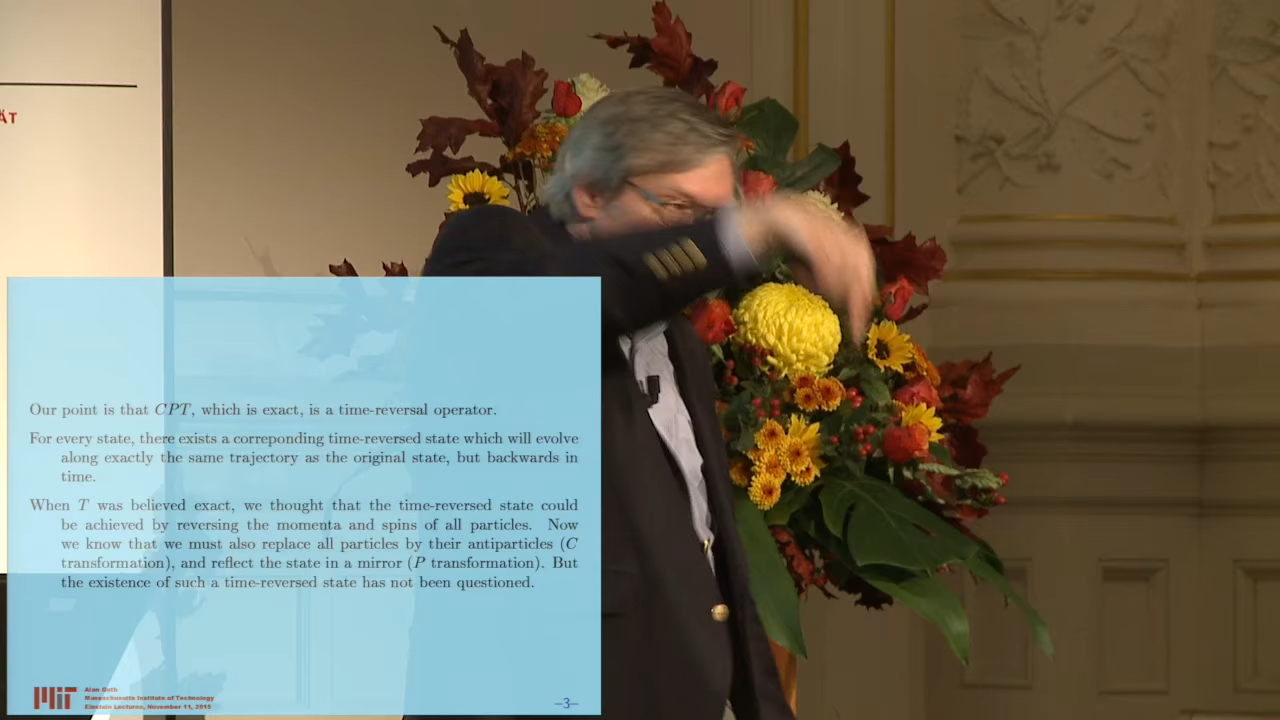 ÄT
Our point is that CPT, which is exact, is a time-reversal operator.
For every state, there exists a correponding time-reversed state which will evolve
along exactly the same trajectory as the original state, but backwards in
time.
When T was believed exact, we thought that the time-reversed state could
be achieved by reversing the momenta and spins of all particles. Now
we know that we must also replace all particles by their antiparticles (C
transformation), and reflect the state in a mirror (P transformation). But
the existence of such a time-reversed state has not been questioned.
MIT
Alan Guth
Massachusetts Institute of Technology
Einstein Lectures, November 11, 2015
–3–